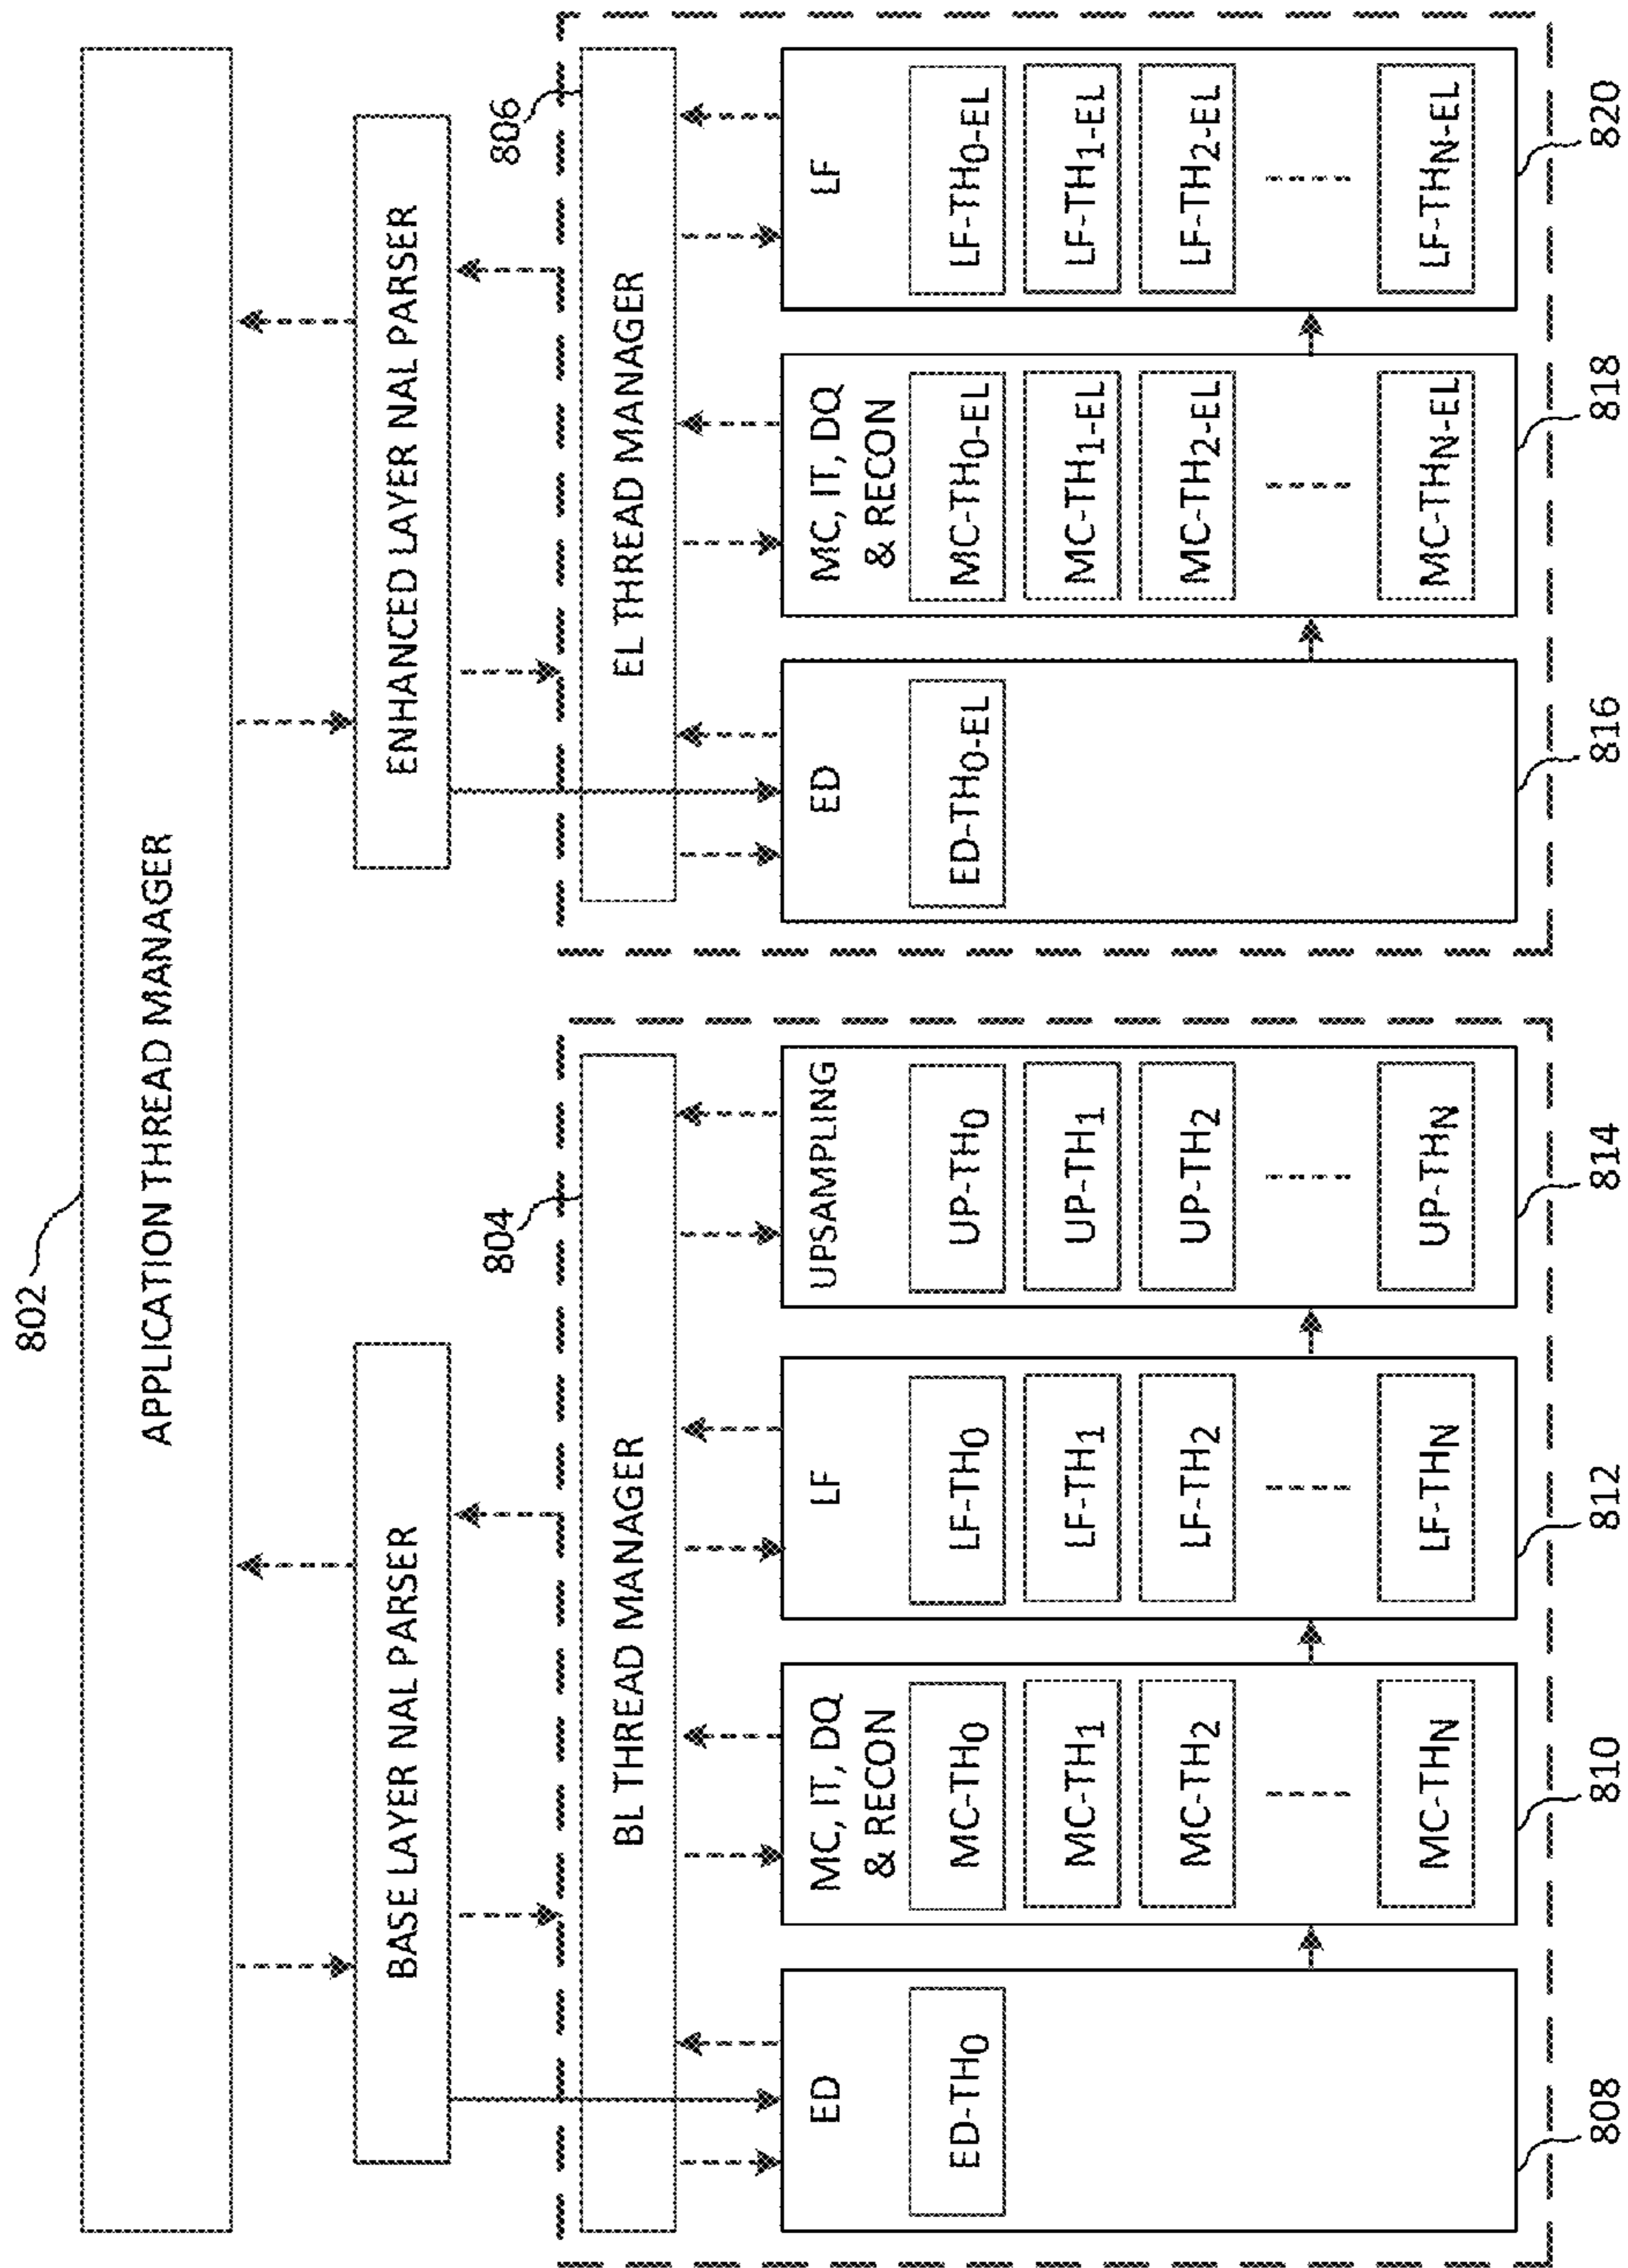 802
APPLICATION THREAD MANAGER
BASE LAYER NAL PARSER
ENHANCED LAYER NAL PARSER
804
BL THREAD MANAGER
806
EL THREAD MANAGER
ED
ED-TH0
808
MC, IT, DQ
& RECON
MC-TH0
MC-TH1
MC-TH2
MC-THN
810
LF
LF-TH0
LF-TH1
LF-TH2
LF-THN
812
UPSAMPLING
UP-TH0
UP-TH1
UP-TH2
UP-THN
814
ED
ED-TH0-EL
816
MC, IT, DQ
& RECON
MC-TH0-EL
MC-TH1-EL
MC-TH2-EL
MC-THN-EL
818
LF
LF-TH0-EL
LF-TH1-EL
LF-TH2-EL
LF-THN-EL
820